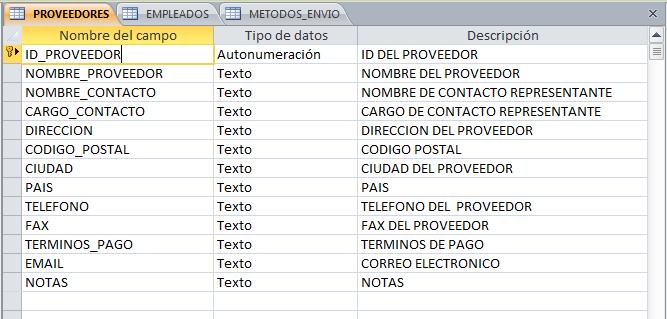 PROVEEDORES EMPLEADOS METODOS_ENVIO
Nombre del campo Tipo de datos Descripción
ID_PROVEEDOR Autonumeración ID DEL PROVEEDOR
NOMBRE_PROVEEDOR Texto NOMBRE DEL PROVEEDOR
NOMBRE_CONTACTO Texto NOMBRE DE CONTACTO REPRESENTANTE
CARGO_CONTACTO Texto CARGO DE CONTACTO REPRESENTANTE
DIRECCION Texto DIRECCION DEL PROVEEDOR
CODIGO_POSTAL Texto CODIGO POSTAL
CIUDAD Texto CIUDAD DEL PROVEEDOR
PAIS Texto PAIS
TELEFONO Texto TELEFONO DEL PROVEEDOR
FAX Texto FAX DEL PROVEEDOR
TERMINOS_PAGO Texto TERMINOS DE PAGO
EMAIL Texto CORREO ELECTRONICO
NOTAS Texto NOTAS